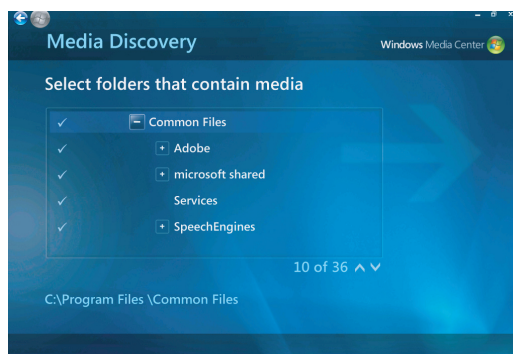 Media Discovery
Windows Media Center
Select folders that contain media
Common Files
Adobe
microsoft shared
Services
SpeechEngines
10 of 36
C:\Program Files \Common Files